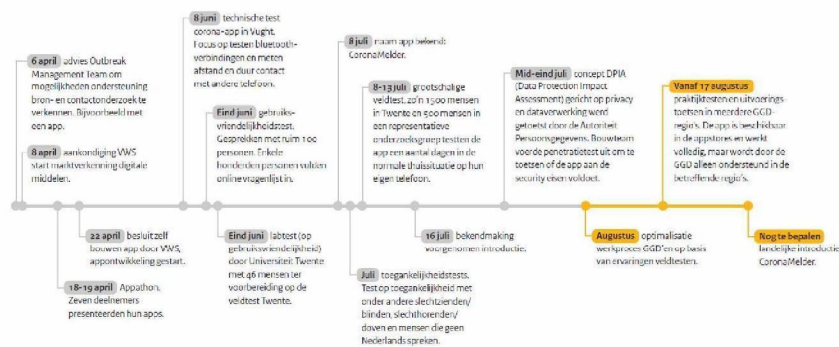 6 april advies Outbreak
Management Team om
mogelijkheden ondersteuning
bron- en contactonderzoek te
verkennen. Bijvoorbeeld met
een app.
8 april aankondiging VWS
start marktverkenning digitale
middelen.
18-19 april Appathon.
Zeven deelnemers
presenteerden hun apps.
22 april besluit zelf
bouwen app door VWS,
appontwikkeling gestart.
8 juni technische test
corona-app in Vught.
Focus op testen bluetooth-
verbindingen en meten
afstand en duur contact
met andere telefoon.
Eind juni gebruiks-
vriendelijkheidstest.
Gesprekken met ruim 100
personen. Enkele
honderden personen vulden
online vragenlijst in.
Eind juni labtest (op
gebruiksvriendelijkheid)
door Universiteit Twente
met 46 mensen ter
voorbereiding op de
veldtest Twente.
8 juli naam app bekend:
CoronaMelder.
8-13 juli grootschalige
veldtest, zo'n 1500 mensen
in Twente en 500 mensen in
een representatieve
onderzoeksgroep testten de
app een aantal dagen in de
normale thuissituatie op hun
eigen telefoon.
Juli toegankelijkheidstests.
Test op toegankelijkheid met
onder andere slechtzienden/
blinden, slechthorenden/
doven en mensen die geen
Nederlands spreken.
16 juli bekendmaking
voorgenomen introductie.
Mid-eind juli concept DPIA
(Data Protection Impact
Assessment) gericht op privacy
en dataverwerking werd
getoetst door de Autoriteit
Persoonsgegevens. Bouwteam
voerde penetratietest uit om te
toetsen of de app aan de
security eisen voldoet.
Augustus optimalisatie
werkproces GGD'en op basis
van ervaringen veldtesten.
Vanaf 17 augustus
praktijktesten en uitvoerings-
toetsen in meerdere GGD-
regio's. De app is beschikbaar
in de appstores en werkt
volledig, maar wordt door de
GGD alleen ondersteund in de
betreffende regio's.
Nog te bepalen
landelijke introductie
CoronaMelder.